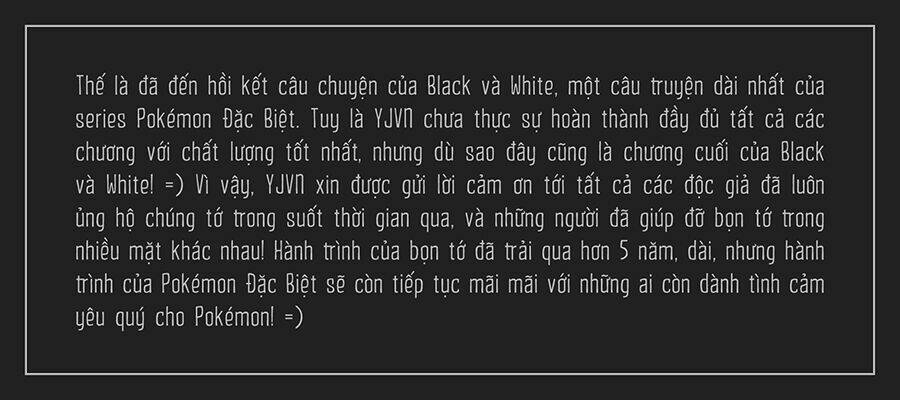 Thế là đã đến hồi kết câu chuyện của Black và White, một câu truyện dài nhất của
series Pokémon Đặc Biệt. Tuy là YJVN chưa thực sự hoàn thành đầy đủ tất cả các
chương với chất lượng tốt nhất, nhưng dù sao đây cũng là chương cuối của Black
và White! =) Vì vậy, YJVN xin được gửi lời cảm ơn tới tất cả các độc giả đã luôn
ủng hộ chúng tớ trong suốt thời gian qua, và những người đã giúp đỡ bọn tớ trong
nhiều mặt khác nhau! Hành trình của bọn tớ đã trải qua hơn 5 năm, dài, nhưng hành
trình của Pokémon Đặc Biệt sẽ còn tiếp tục mãi mãi với những ai còn dành tình cảm
yêu quý cho Pokémon! =)